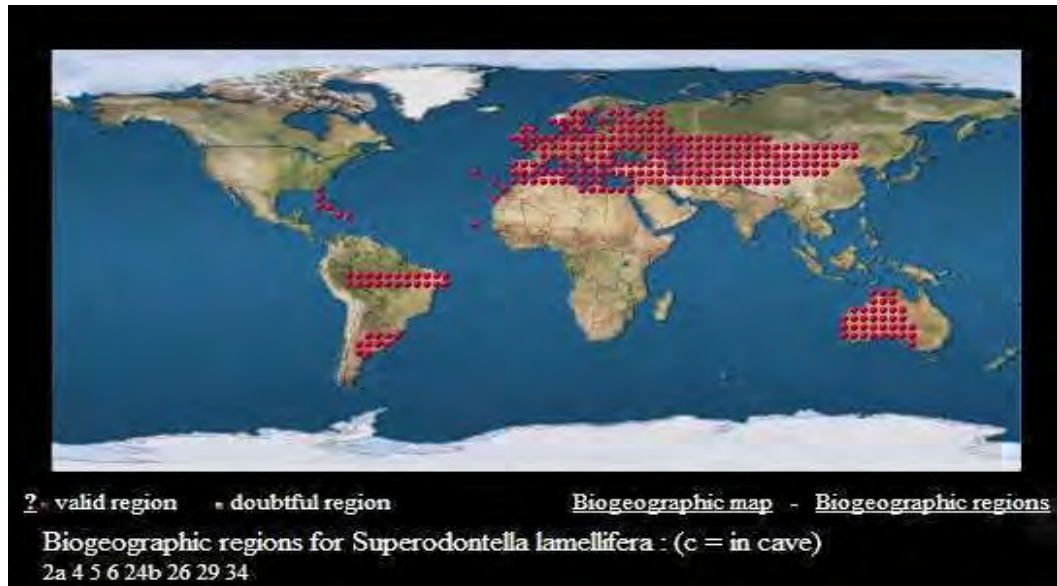 ? - valid region - doubtful region Biogeographic map - Biogeographic regions
Biogeographic regions for Superodontella lamellifera : (c = in cave)
2a 4 5 6 24b 26 29 34